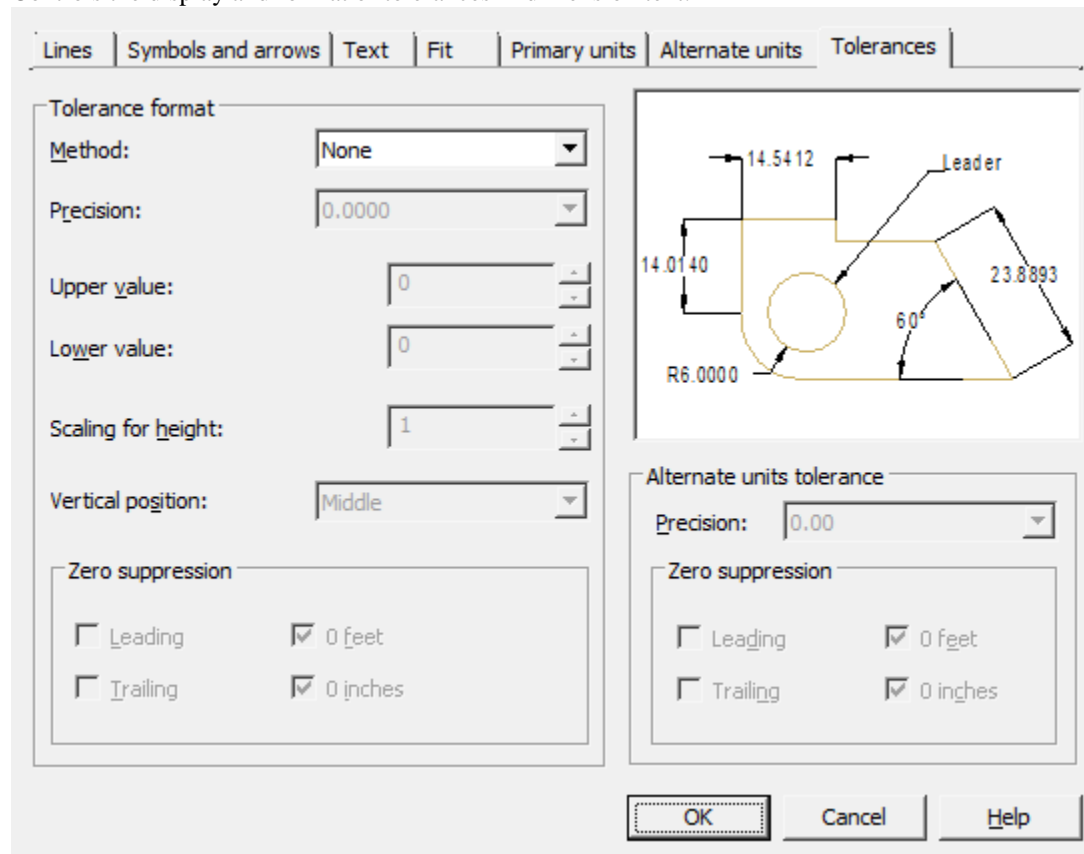 Lines Symbols and arrows Text Fit Primary units Alternate units Tolerances
Tolerance format
Method: None
Precision: 0.0000
Upper value: 0
Lower value: 0
Scaling for height: 1
Vertical position: Middle
Zero suppression
Leading 0 feet
Trailing 0 inches
14.5412
Leader
14.0140
23.8893
60°
R6.0000
Alternate units tolerance
Precision: 0.00
Zero suppression
Leading 0 feet
Trailing 0 inches
OK Cancel Help